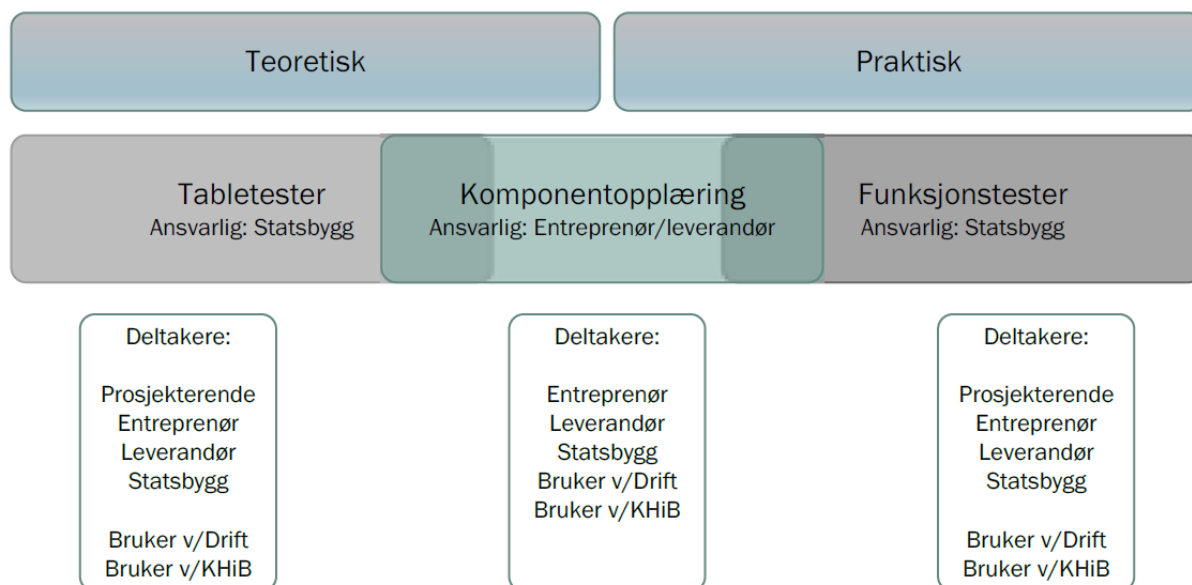 Teoretisk
Praktisk
Tabletester
Ansvarlig: Statsbygg
Komponentopplæring
Ansvarlig: Entreprenør/leverandør
Funksjonstester
Ansvarlig: Statsbygg
Deltakere:
Prosjekterende
Entreprenør
Leverandør
Statsbygg
Bruker v/Drift
Bruker v/KHiB
Deltakere:
Entreprenør
Leverandør
Statsbygg
Bruker v/Drift
Bruker v/KHiB
Deltakere:
Prosjekterende
Entreprenør
Leverandør
Statsbygg
Bruker v/Drift
Bruker v/KHiB